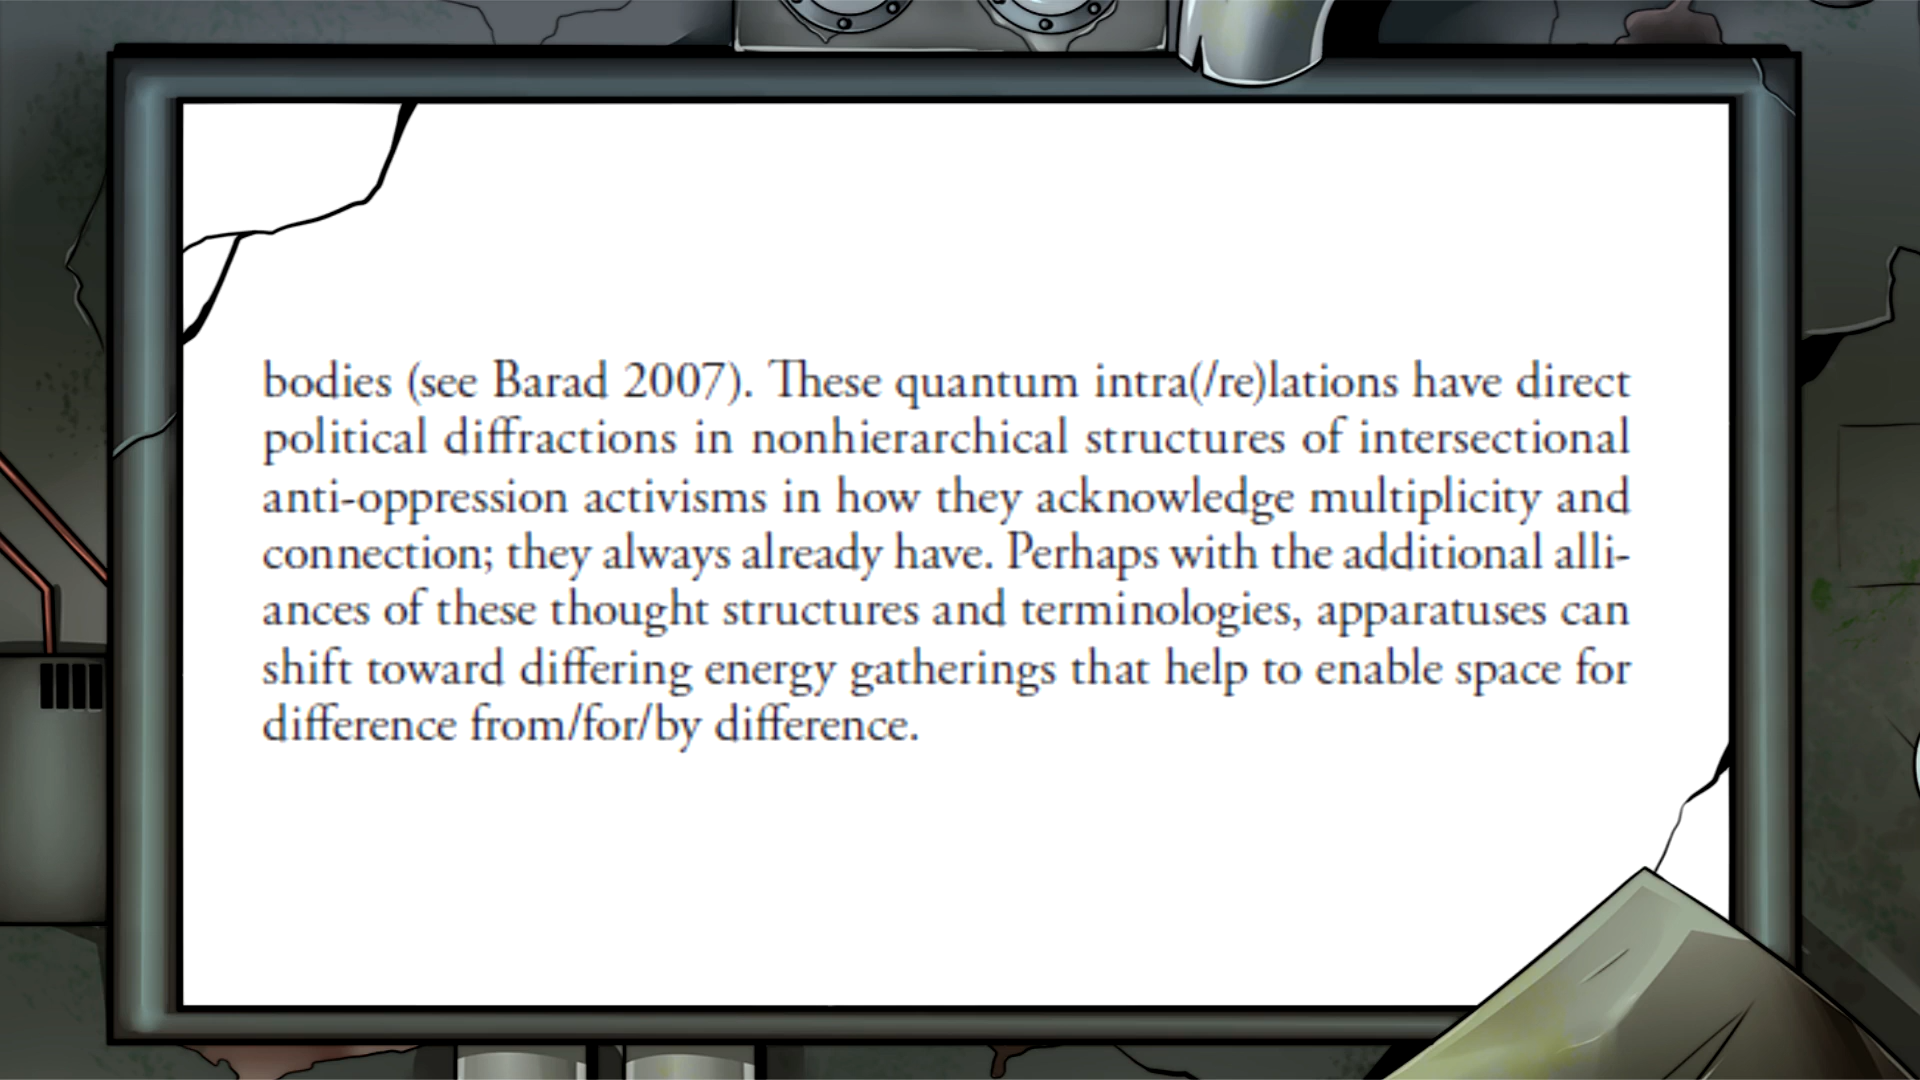 bodies (see Barad 2007). These quantum intra(/re)lations have direct
political diffractions in nonhierarchical structures of intersectional
anti-oppression activisms in how they acknowledge multiplicity and
connection; they always already have. Perhaps with the additional alli-
ances of these thought structures and terminologies, apparatuses can
shift toward differing energy gatherings that help to enable space for
difference from/for/by difference.